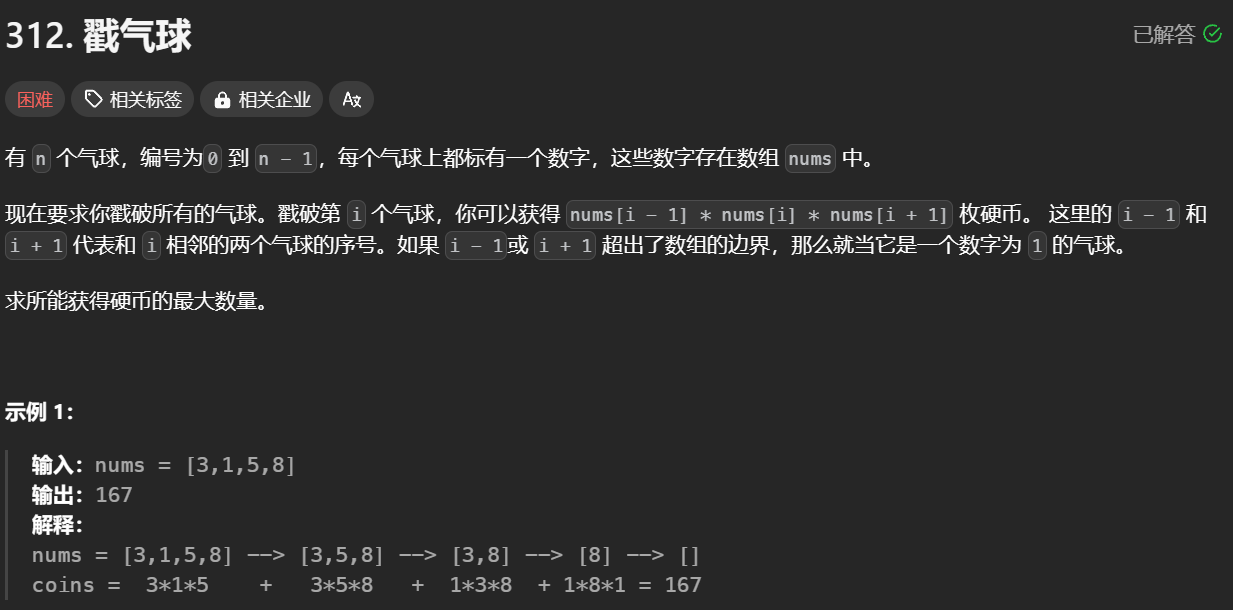 312. 戳气球
已解答
困难 相关标签 相关企业
有 n 个气球，编号为0 到 n - 1，每个气球上都标有一个数字，这些数字存在数组 nums 中。
现在要求你戳破所有的气球。戳破第 i 个气球，你可以获得 nums[i - 1] * nums[i] * nums[i + 1] 枚硬币。 这里的 i - 1 和
i + 1 代表和 i 相邻的两个气球的序号。如果 i - 1或 i + 1 超出了数组的边界，那么就当它是一个数字为 1 的气球。
求所能获得硬币的最大数量。
示例 1：
输入：nums = [3,1,5,8]
输出：167
解释：
nums = [3,1,5,8] --> [3,5,8] --> [3,8] --> [8] --> []
coins =  3*1*5    +   3*5*8   +  1*3*8  + 1*8*1 = 167